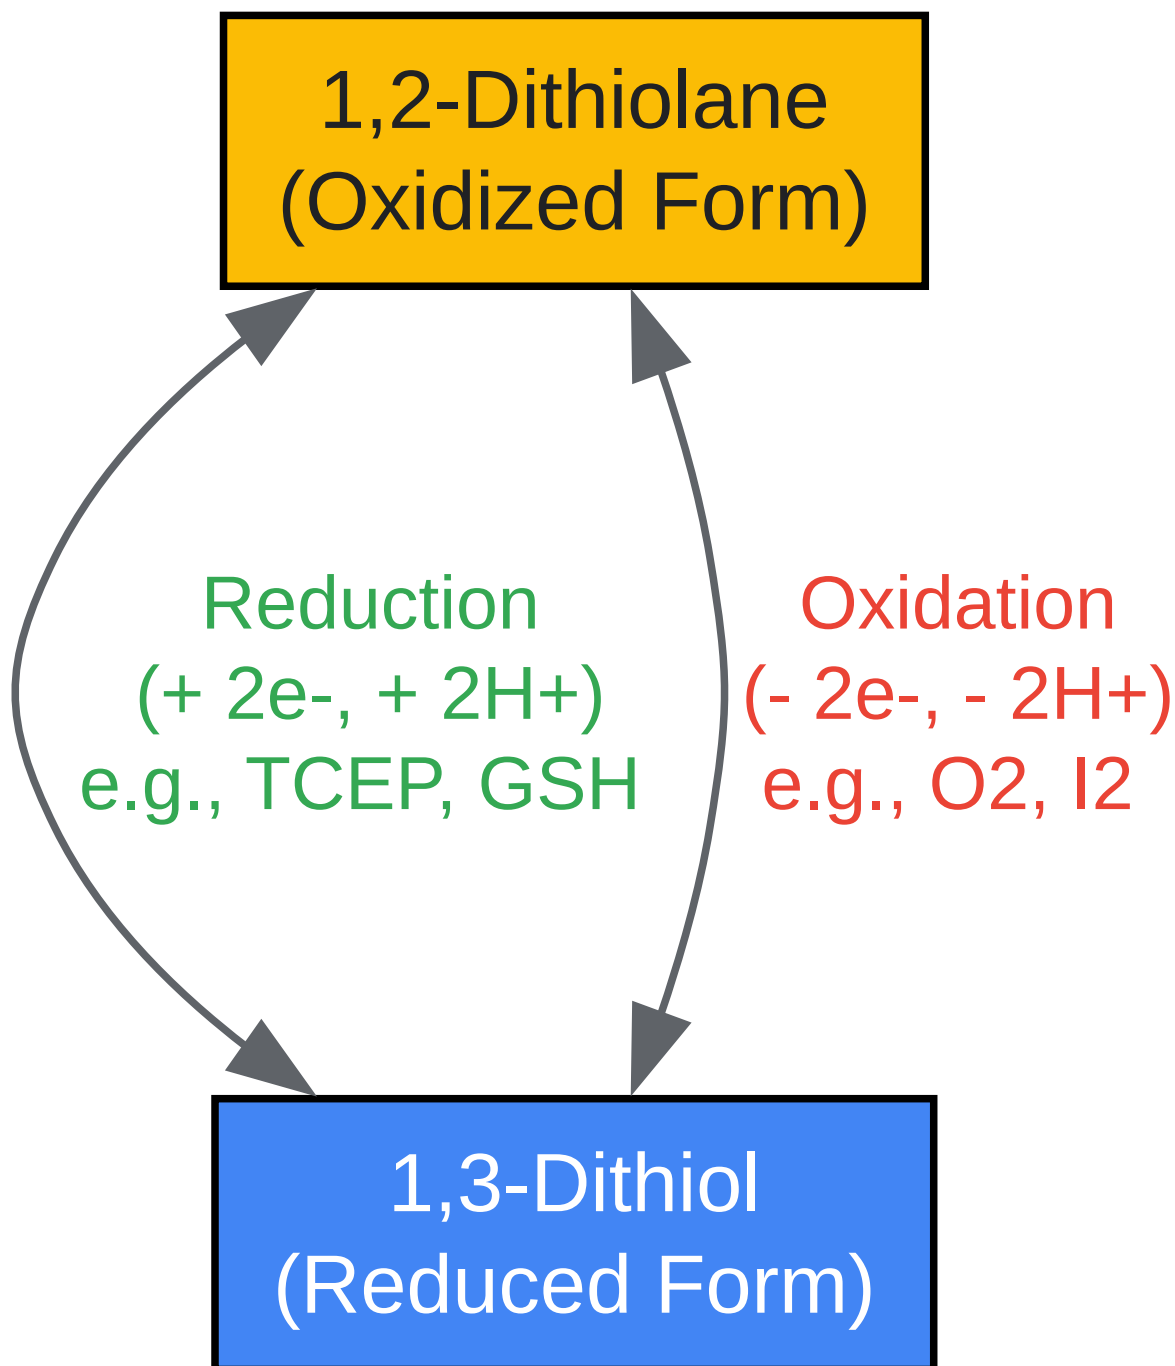 1,2-Dithiolane
(Oxidized Form)
Reduction
(+ 2e-, + 2H+)
e.g., TCEP, GSH
Oxidation
(- 2e-, - 2H+)
e.g., O2, I2
1,3-Dithiol
(Reduced Form)